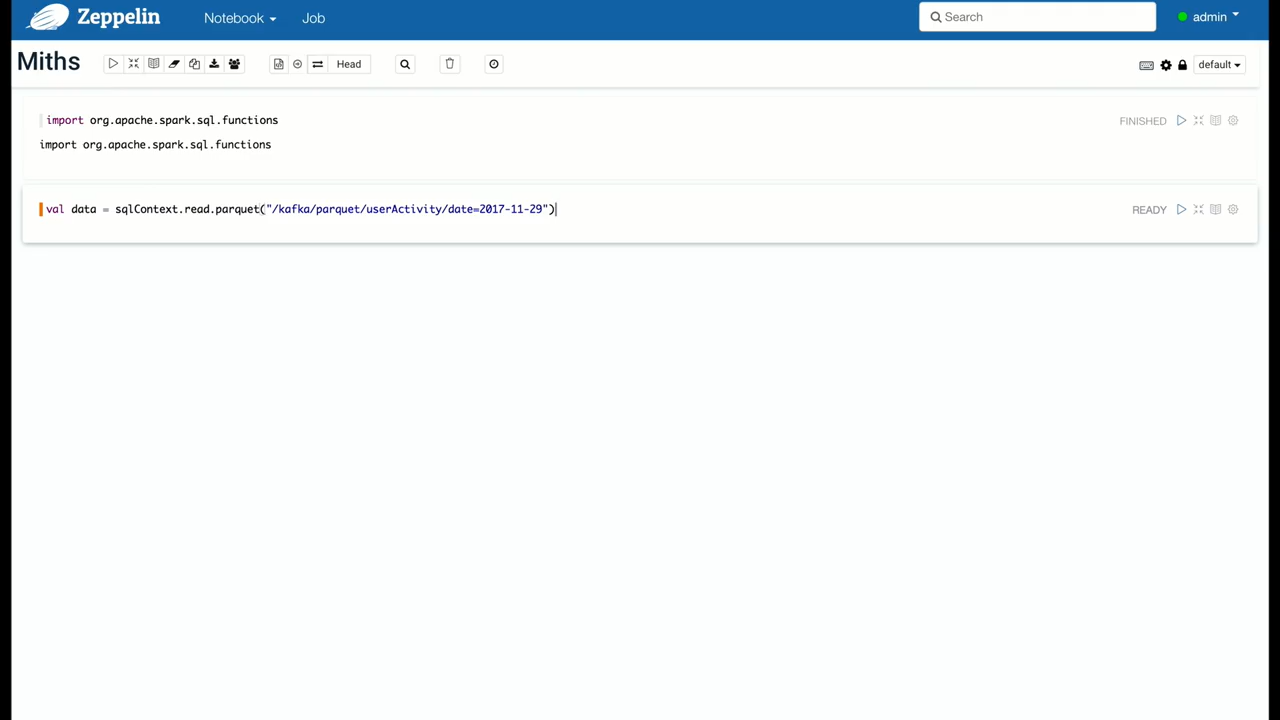 Zeppelin Notebook Job Search admin
Miths Head default
import org.apache.spark.sql.functions FINISHED
import org.apache.spark.sql.functions
val data = sqlContext.read.parquet("/kafka/parquet/userActivity/date=2017-11-29") READY